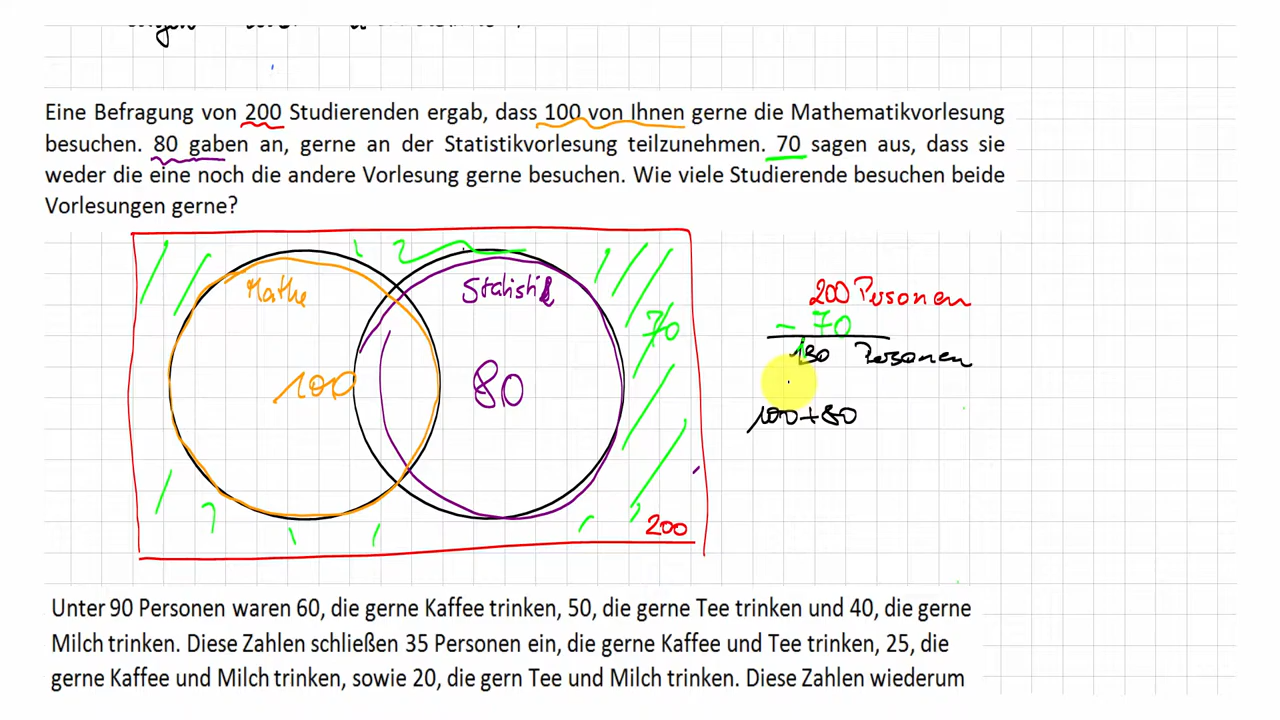 Eine Befragung von 200 Studierenden ergab, dass 100 von Ihnen gerne die Mathematikvorlesung
besuchen. 80 gaben an, gerne an der Statistikvorlesung teilzunehmen. 70 sagen aus, dass sie
weder die eine noch die andere Vorlesung gerne besuchen. Wie viele Studierende besuchen beide
Vorlesungen gerne?
Mathe Statistik
200 Personen
70 - 70
130 Personen
100 80
100+80
200
Unter 90 Personen waren 60, die gerne Kaffee trinken, 50, die gerne Tee trinken und 40, die gerne
Milch trinken. Diese Zahlen schließen 35 Personen ein, die gerne Kaffee und Tee trinken, 25, die
gerne Kaffee und Milch trinken, sowie 20, die gern Tee und Milch trinken. Diese Zahlen wiederum